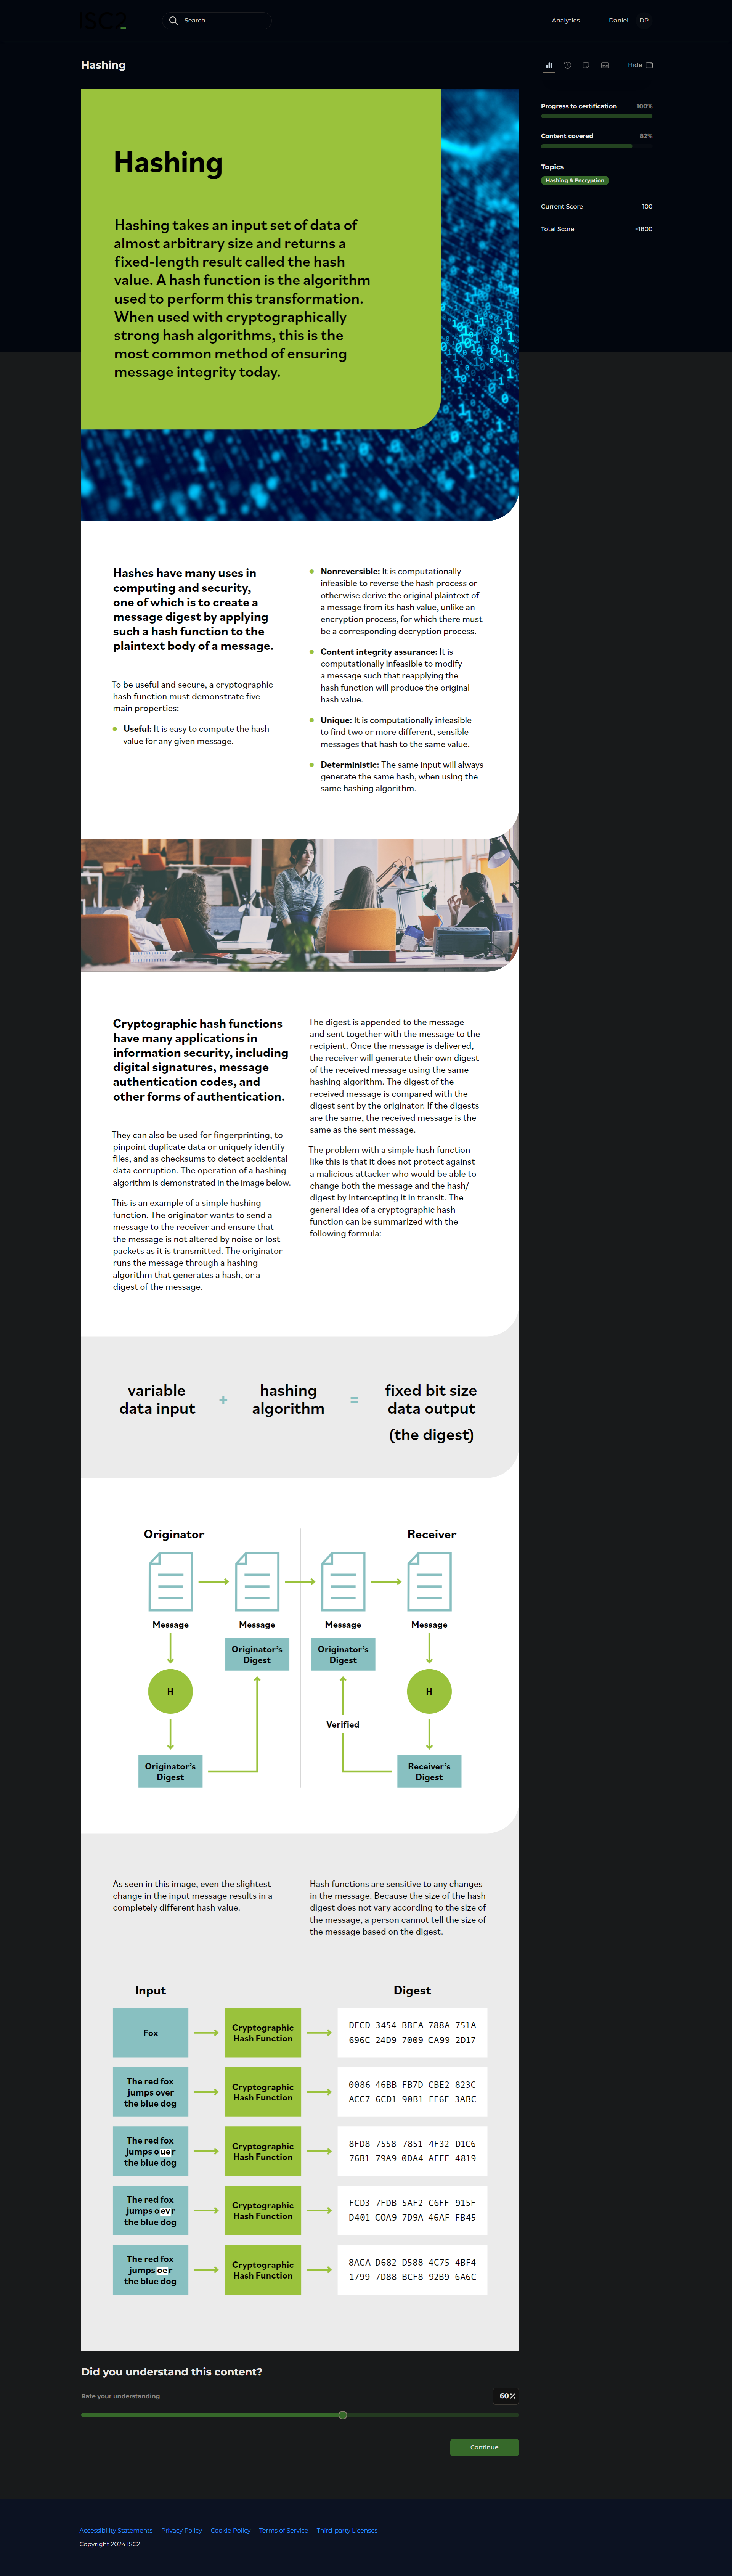 ISC2
Search
Analytics
Daniel
DP
Hashing
Hide
Progress to certification 100%
Content covered 82%
Topics
Hashing & Encryption
Current Score 100
Total Score +1800
Hashing
Hashing takes an input set of data of
almost arbitrary size and returns a
fixed-length result called the hash
value. A hash function is the algorithm
used to perform this transformation.
When used with cryptographically
strong hash algorithms, this is the
most common method of ensuring
message integrity today.
Hashes have many uses in
computing and security,
one of which is to create a
message digest by applying
such a hash function to the
plaintext body of a message.
To be useful and secure, a cryptographic
hash function must demonstrate five
main properties:
Useful: It is easy to compute the hash
value for any given message.
Nonreversible: It is computationally
infeasible to reverse the hash process or
otherwise derive the original plaintext of
a message from its hash value, unlike an
encryption process, for which there must
be a corresponding decryption process.
Content integrity assurance: It is
computationally infeasible to modify
a message such that reapplying the
hash function will produce the original
hash value.
Unique: It is computationally infeasible
to find two or more different, sensible
messages that hash to the same value.
Deterministic: The same input will always
generate the same hash, when using the
same hashing algorithm.
Cryptographic hash functions
have many applications in
information security, including
digital signatures, message
authentication codes, and
other forms of authentication.
They can also be used for fingerprinting, to
pinpoint duplicate data or uniquely identify
files, and as checksums to detect accidental
data corruption. The operation of a hashing
algorithm is demonstrated in the image below.
This is an example of a simple hashing
function. The originator wants to send a
message to the receiver and ensure that
the message is not altered by noise or lost
packets as it is transmitted. The originator
runs the message through a hashing
algorithm that generates a hash, or a
digest of the message.
The digest is appended to the message
and sent together with the message to the
recipient. Once the message is delivered,
the receiver will generate their own digest
of the received message using the same
hashing algorithm. The digest of the
received message is compared with the
digest sent by the originator. If the digests
are the same, the received message is the
same as the sent message.
The problem with a simple hash function
like this is that it does not protect against
a malicious attacker who would be able to
change both the message and the hash/
digest by intercepting it in transit. The
general idea of a cryptographic hash
function can be summarized with the
following formula:
variable
data input
+
hashing
algorithm
=
fixed bit size
data output
(the digest)
Originator
Receiver
Message
Message
Message
Message
Originator's
Digest
Originator's
Digest
H
H
Verified
Originator's
Digest
Receiver's
Digest
As seen in this image, even the slightest
change in the input message results in a
completely different hash value.
Hash functions are sensitive to any changes
in the message. Because the size of the hash
digest does not vary according to the size of
the message, a person cannot tell the size of
the message based on the digest.
Input
Digest
Fox
Cryptographic
Hash Function
DFCD 3454 BBEA 788A 751A
696C 24D9 7009 CA99 2D17
The red fox
jumps over
the blue dog
Cryptographic
Hash Function
0086 46BB FB7D CBE2 823C
ACC7 6CD1 90B1 EE6E 3ABC
The red fox
jumps ouer
the blue dog
Cryptographic
Hash Function
8FD8 7558 7851 4F32 D1C6
76B1 79A9 0DA4 AEFE 4819
The red fox
jumps oevr
the blue dog
Cryptographic
Hash Function
FCD3 7FDB 5AF2 C6FF 915F
D401 C0A9 7D9A 46AF FB45
The red fox
jumps oer
the blue dog
Cryptographic
Hash Function
8ACA D682 D588 4C75 4BF4
1799 7D88 BCF8 92B9 6A6C
Did you understand this content?
Rate your understanding
60%
Continue
Accessibility Statements Privacy Policy Cookie Policy Terms of Service Third-party Licenses
Copyright 2024 ISC2